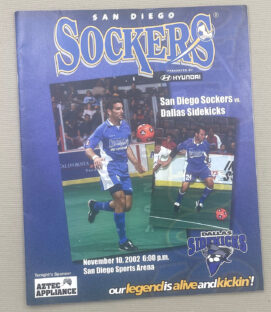 SAN DIEGO
SOCKERS®
PRESENTED BY
HYUNDAI
San Diego Sockers vs.
Dallas Sidekicks
24
DALLAS
SIDEKICKS
November 10, 2002 6:00 p.m.
San Diego Sports Arena
Tonight's Sponsor
AZTEC
APPLIANCE
our legend is alive and kickin'!